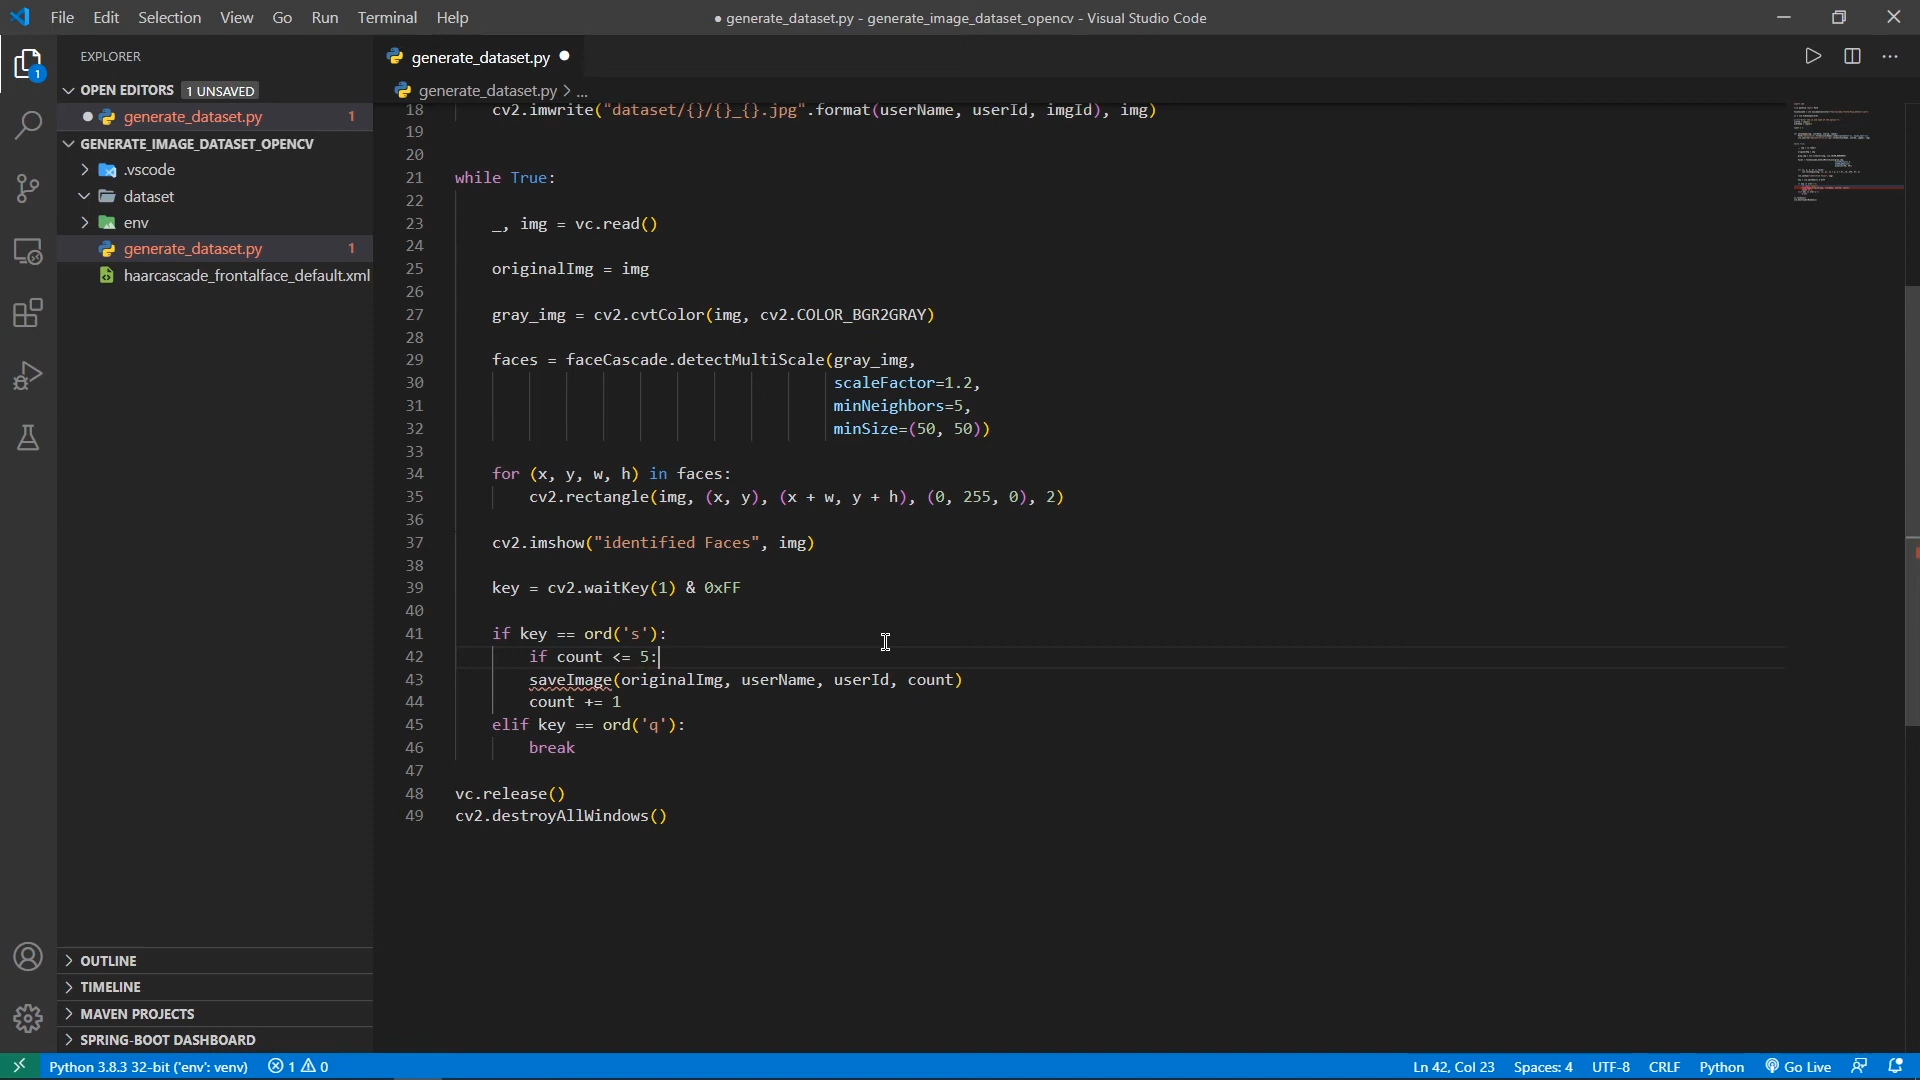 File Edit Selection View Go Run Terminal Help
● generate_dataset.py - generate_image_dataset_opencv - Visual Studio Code
EXPLORER
OPEN EDITORS 1 UNSAVED
generate_dataset.py 1
GENERATE_IMAGE_DATASET_OPENCV
.vscode
dataset
env
generate_dataset.py 1
haarcascade_frontalface_default.xml
OUTLINE
TIMELINE
MAVEN PROJECTS
SPRING-BOOT DASHBOARD
1
generate_dataset.py
generate_dataset.py > ...
18 cv2.imwrite("dataset/{}/{}_{}.jpg".format(userName, userId, imgId), img)
19
20
21 while True:
22
23 _, img = vc.read()
24
25 originalImg = img
26
27 gray_img = cv2.cvtColor(img, cv2.COLOR_BGR2GRAY)
28
29 faces = faceCascade.detectMultiScale(gray_img,
30 scaleFactor=1.2,
31 minNeighbors=5,
32 minSize=(50, 50))
33
34 for (x, y, w, h) in faces:
35 cv2.rectangle(img, (x, y), (x + w, y + h), (0, 255, 0), 2)
36
37 cv2.imshow("identified Faces", img)
38
39 key = cv2.waitKey(1) & 0xFF
40
41 if key == ord('s'):
42 if count <= 5:
43 saveImage(originalImg, userName, userId, count)
44 count += 1
45 elif key == ord('q'):
46 break
47
48 vc.release()
49 cv2.destroyAllWindows()
Python 3.8.3 32-bit ('env': venv) 1 0
Ln 42, Col 23 Spaces: 4 UTF-8 CRLF Python Go Live